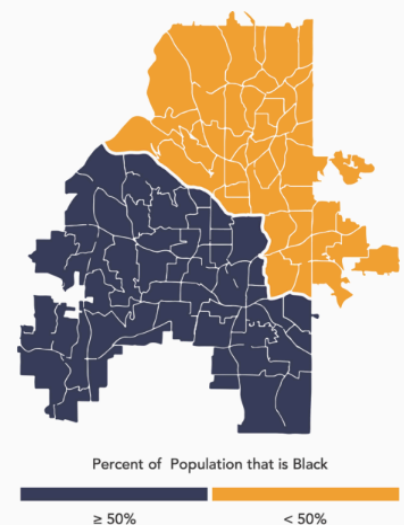 Percent of Population that is Black
≥ 50%
< 50%